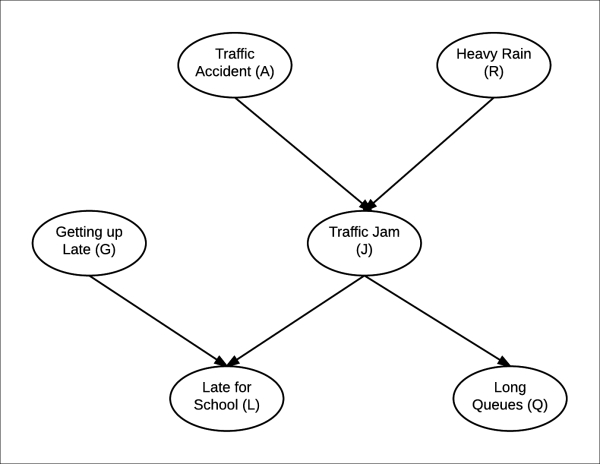 Traffic
Accident (A)
Heavy Rain
(R)
Getting up
Late (G)
Traffic Jam
(J)
Late for
School (L)
Long
Queues (Q)